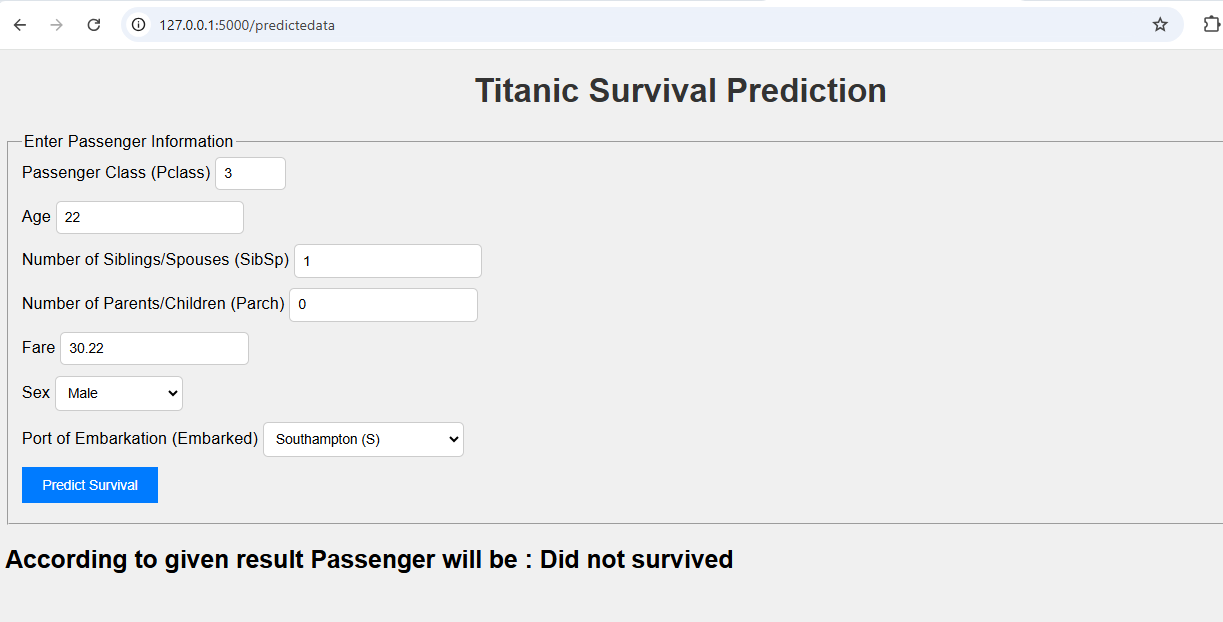 127.0.0.1:5000/predictedata
Titanic Survival Prediction
Enter Passenger Information
Passenger Class (Pclass) 3
Age 22
Number of Siblings/Spouses (SibSp) 1
Number of Parents/Children (Parch) 0
Fare 30.22
Sex Male
Port of Embarkation (Embarked) Southampton (S)
Predict Survival
According to given result Passenger will be : Did not survived